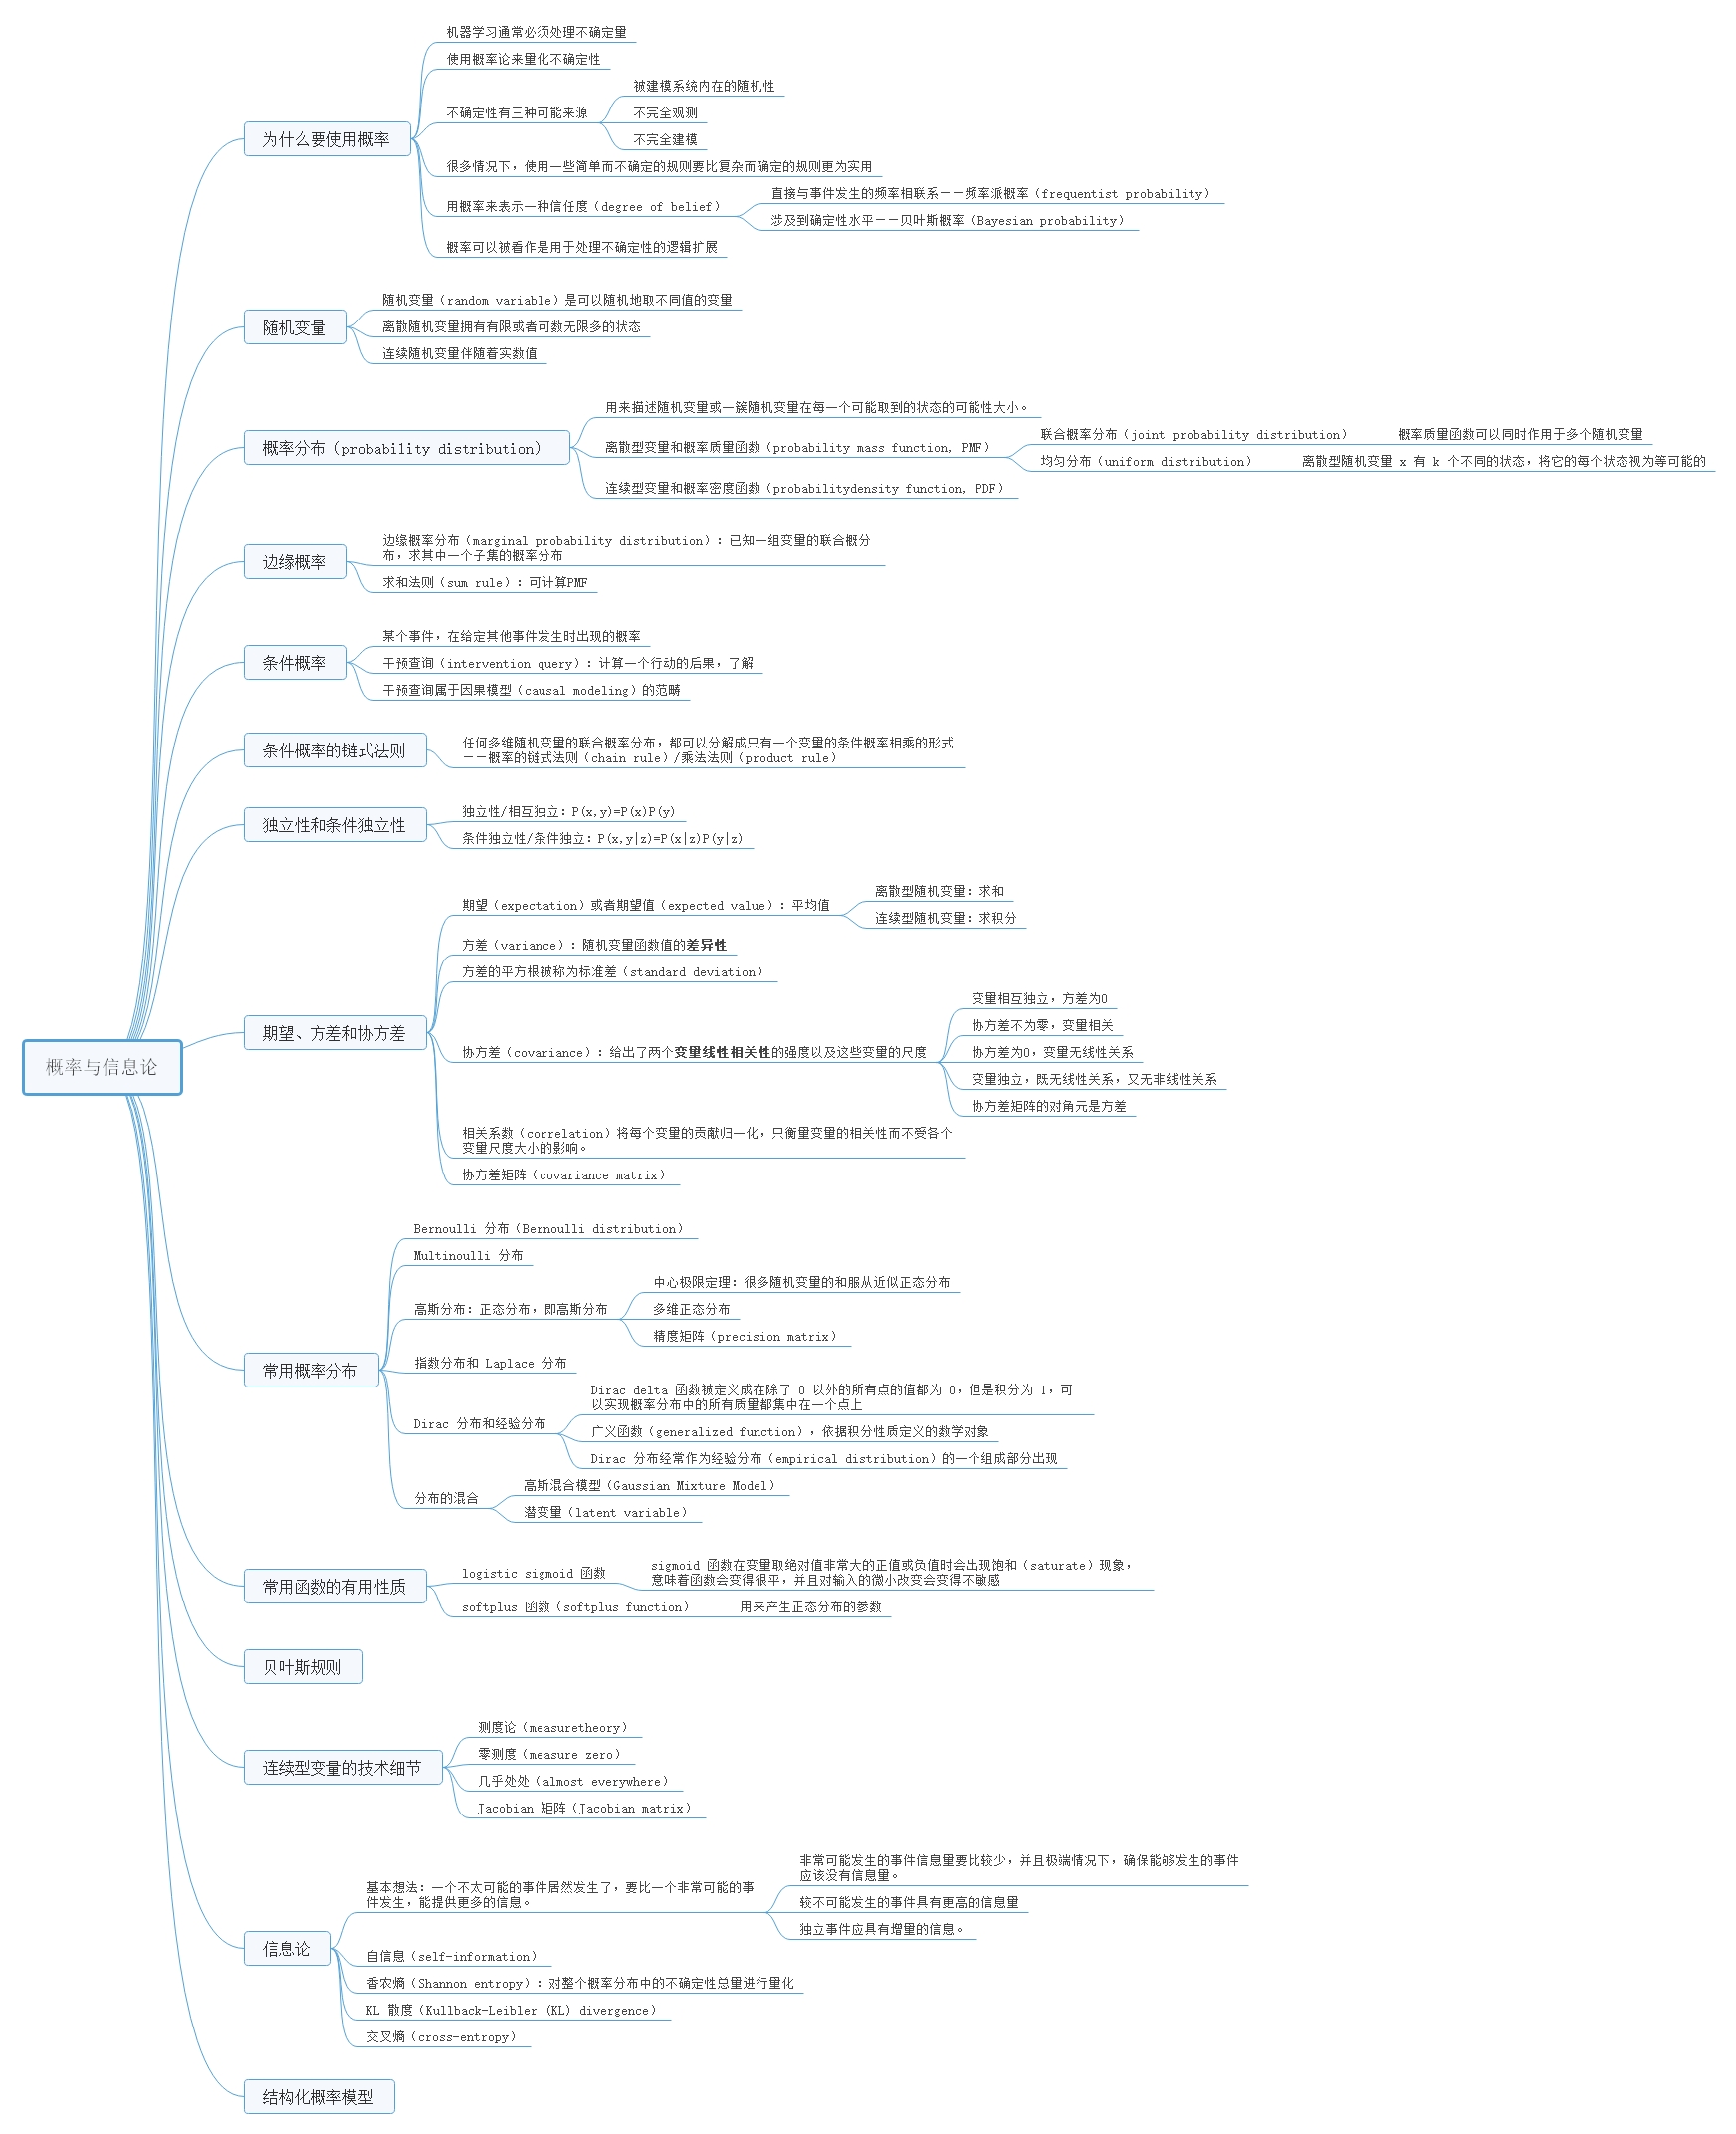 概率与信息论
为什么要使用概率
机器学习通常必须处理不确定量
使用概率论来量化不确定性
不确定性有三种可能来源
被建模系统内在的随机性
不完全观测
不完全建模
很多情况下，使用一些简单而不确定的规则要比复杂而确定的规则更为实用
用概率来表示一种信任度（degree of belief）
直接与事件发生的频率相联系——频率派概率（frequentist probability）
涉及到确定性水平——贝叶斯概率（Bayesian probability）
概率可以被看作是用于处理不确定性的逻辑扩展
随机变量
随机变量（random variable）是可以随机地取不同值的变量
离散随机变量拥有有限或者可数无限多的状态
连续随机变量伴随着实数值
概率分布（probability distribution）
用来描述随机变量或一簇随机变量在每一个可能取到的状态的可能性大小。
离散型变量和概率质量函数（probability mass function, PMF）
联合概率分布（joint probability distribution）
概率质量函数可以同时作用于多个随机变量
均匀分布（uniform distribution）
离散型随机变量 x 有 k 个不同的状态，将它的每个状态视为等可能的
连续型变量和概率密度函数（probabilitydensity function, PDF）
边缘概率
边缘概率分布（marginal probability distribution）：已知一组变量的联合概分
布，求其中一个子集的概率分布
求和法则（sum rule）：可计算PMF
条件概率
某个事件，在给定其他事件发生时出现的概率
干预查询（intervention query）：计算一个行动的后果，了解
干预查询属于因果模型（causal modeling）的范畴
条件概率的链式法则
任何多维随机变量的联合概率分布，都可以分解成只有一个变量的条件概率相乘的形式
——概率的链式法则（chain rule）/乘法法则（product rule）
独立性和条件独立性
独立性/相互独立：P(x,y)=P(x)P(y)
条件独立性/条件独立：P(x,y|z)=P(x|z)P(y|z)
期望、方差和协方差
期望（expectation）或者期望值（expected value）：平均值
离散型随机变量：求和
连续型随机变量：求积分
方差（variance）：随机变量函数值的差异性
方差的平方根被称为标准差（standard deviation）
协方差（covariance）：给出了两个变量线性相关性的强度以及这些变量的尺度
变量相互独立，方差为0
协方差不为零，变量相关
协方差为0，变量无线性关系
变量独立，既无线性关系，又无非线性关系
协方差矩阵的对角元是方差
相关系数（correlation）将每个变量的贡献归一化，只衡量变量的相关性而不受各个
变量尺度大小的影响。
协方差矩阵（covariance matrix）
常用概率分布
Bernoulli 分布（Bernoulli distribution）
Multinoulli 分布
高斯分布：正态分布，即高斯分布
中心极限定理：很多随机变量的和服从近似正态分布
多维正态分布
精度矩阵（precision matrix）
指数分布和 Laplace 分布
Dirac 分布和经验分布
Dirac delta 函数被定义成在除了 0 以外的所有点的值都为 0，但是积分为 1，可
以实现概率分布中的所有质量都集中在一个点上
广义函数（generalized function），依据积分性质定义的数学对象
Dirac 分布经常作为经验分布（empirical distribution）的一个组成部分出现
分布的混合
高斯混合模型（Gaussian Mixture Model）
潜变量（latent variable）
常用函数的有用性质
logistic sigmoid 函数
sigmoid 函数在变量取绝对值非常大的正值或负值时会出现饱和（saturate）现象，
意味着函数会变得很平，并且对输入的微小改变会变得不敏感
softplus 函数（softplus function）
用来产生正态分布的参数
贝叶斯规则
连续型变量的技术细节
测度论（measuretheory）
零测度（measure zero）
几乎处处（almost everywhere）
Jacobian 矩阵（Jacobian matrix）
信息论
基本想法：一个不太可能的事件居然发生了，要比一个非常可能的事
件发生，能提供更多的信息。
非常可能发生的事件信息量要比较少，并且极端情况下，确保能够发生的事件
应该没有信息量。
较不可能发生的事件具有更高的信息量
独立事件应具有增量的信息。
自信息（self-information）
香农熵（Shannon entropy）：对整个概率分布中的不确定性总量进行量化
KL 散度（Kullback-Leibler (KL) divergence）
交叉熵（cross-entropy）
结构化概率模型